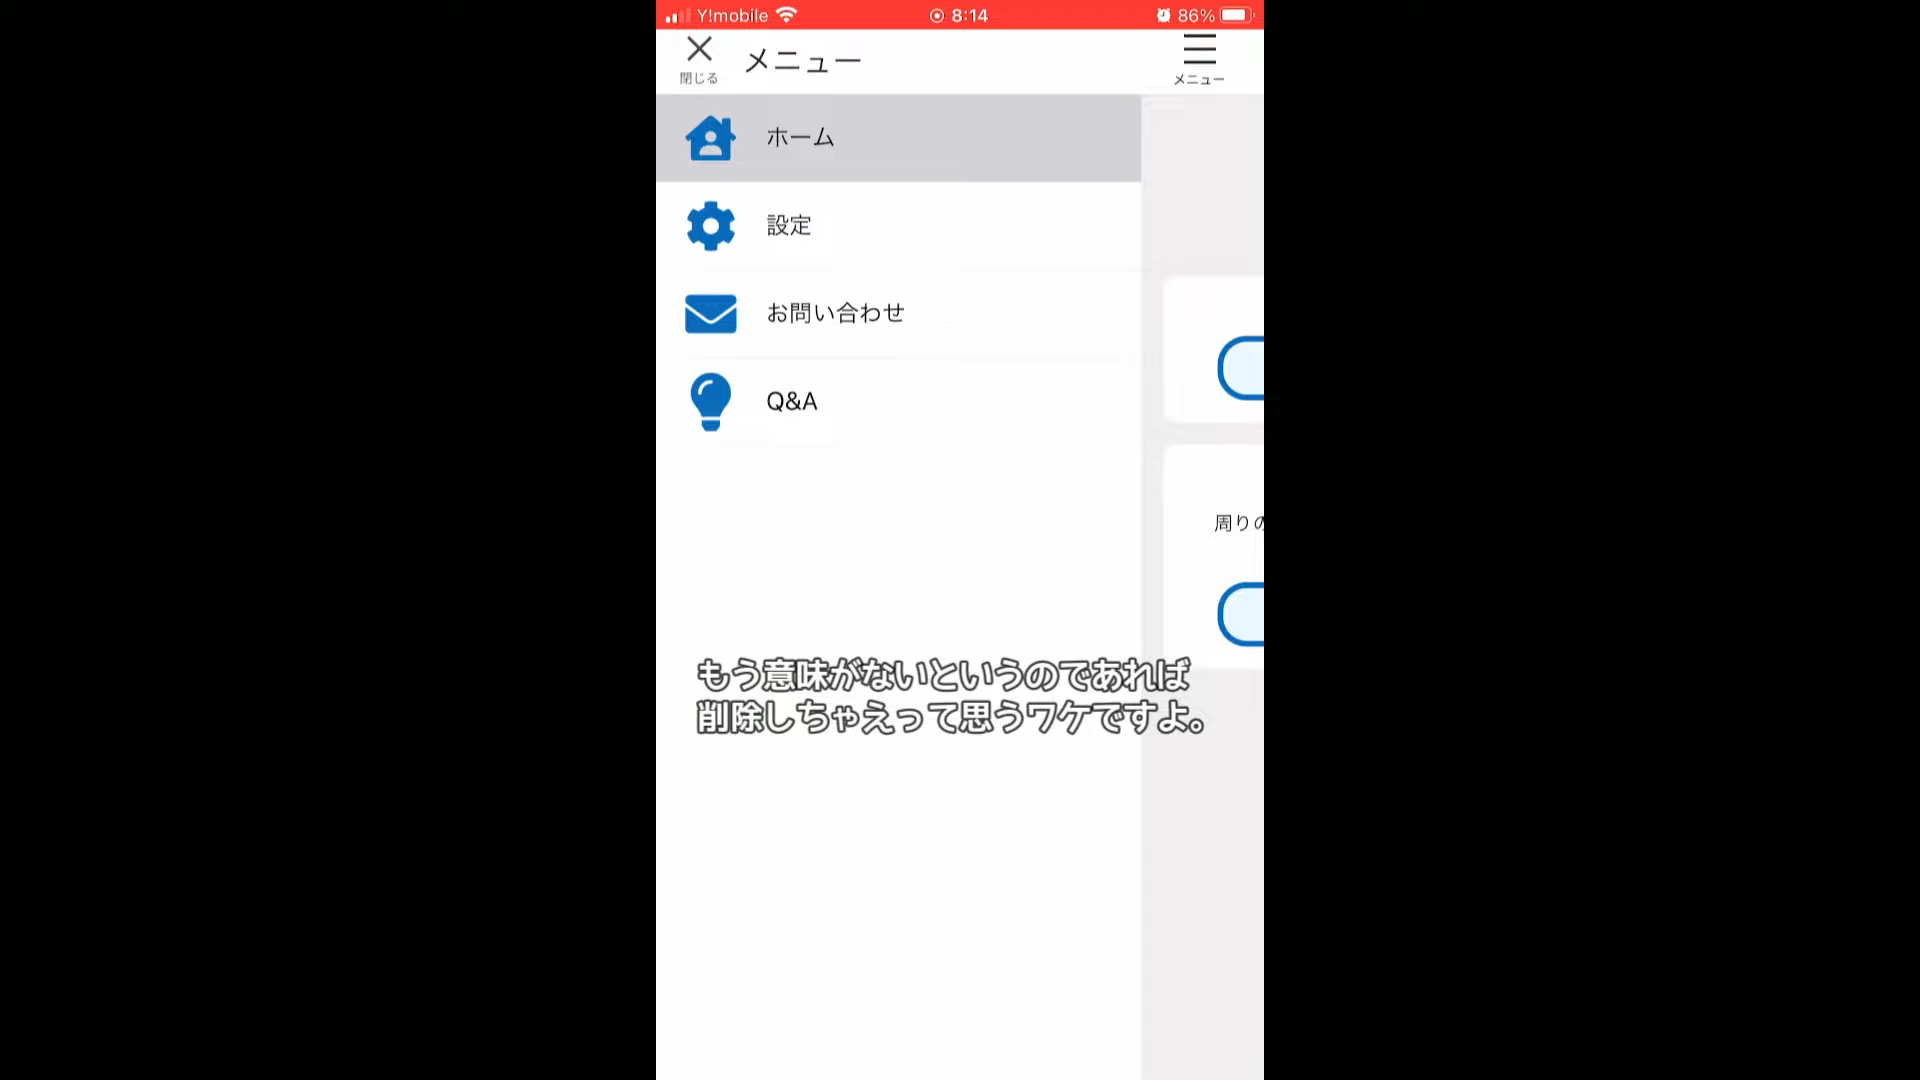 Y!mobile 8:14 86%
閉じる メニュー メニュー
ホーム
設定
お問い合わせ
Q&A
周りの
もう意味がないというのであれば
削除しちゃえって思うワケですよ。